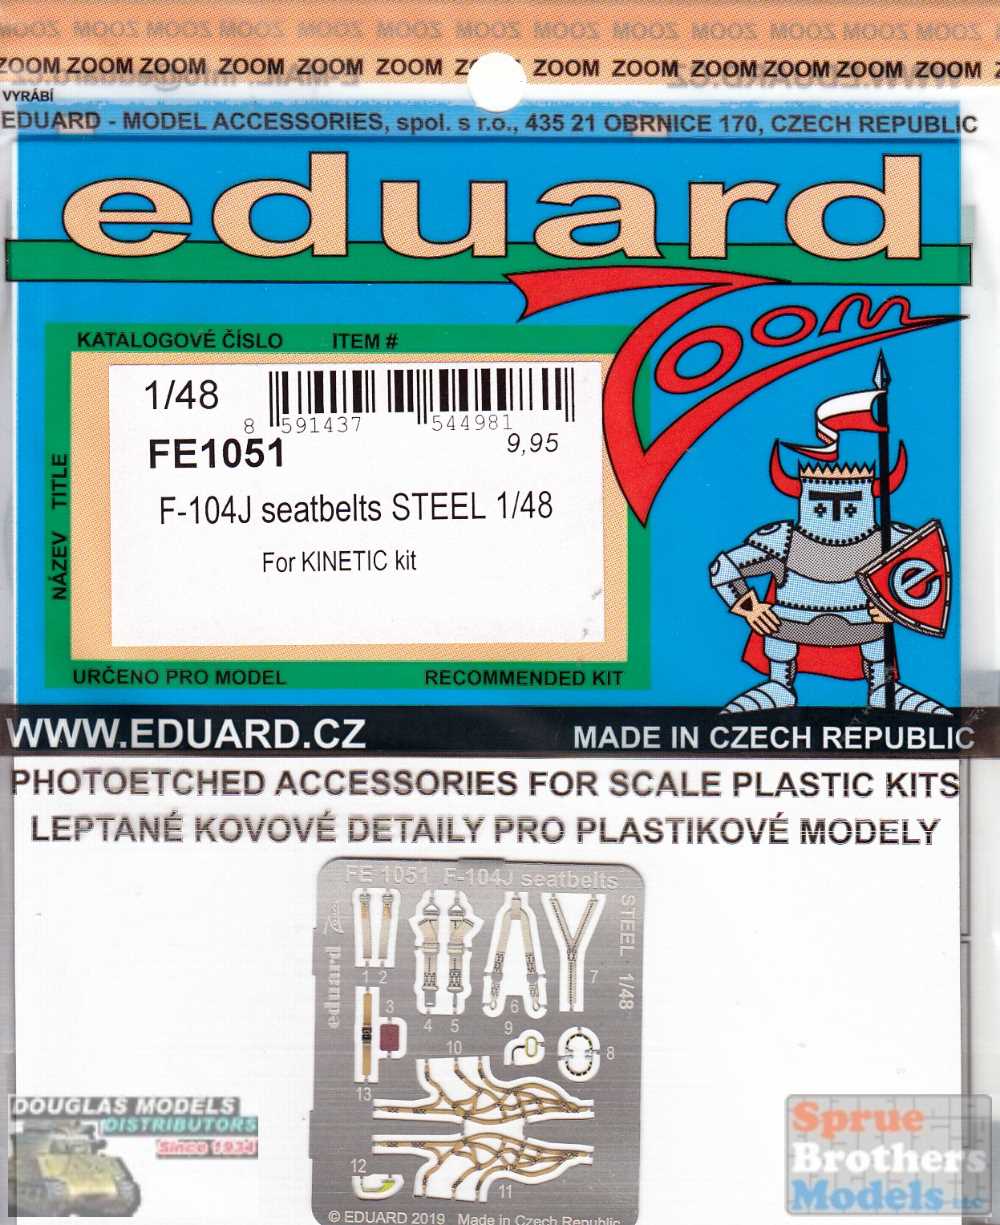 ZOOM ZOOM ZOOM ZOOM ZOOM ZOOM ZOOM ZOOM ZOOM ZOOM ZOOM
VYRÁBÍ
EDUARD - MODEL ACCESSORIES, spol. s r.o., 435 21 OBRNICE 170, CZECH REPUBLIC
eduard
Zoom
KATALOGOVÉ ČÍSLO ITEM #
1/48
8 591437 544981
FE1051
9,95
F-104J seatbelts STEEL 1/48
For KINETIC kit
NÁZEV TITLE
e
URČENO PRO MODEL RECOMMENDED KIT
WWW.EDUARD.CZ MADE IN CZECH REPUBLIC
PHOTOETCHED ACCESSORIES FOR SCALE PLASTIC KITS
LEPTANÉ KOVOVÉ DETAILY PRO PLASTIKOVÉ MODELY
FE 1051 F-104J seatbelts
STEEL 1/48
eduard
Zoom
1 2
3
4 5
6
7
8
9
10
13
12
11
© EDUARD 2019 Made in Czech Republic
DOUGLAS MODELS
DISTRIBUTORS
Since 1934
Sprue
Brothers
Models LLC